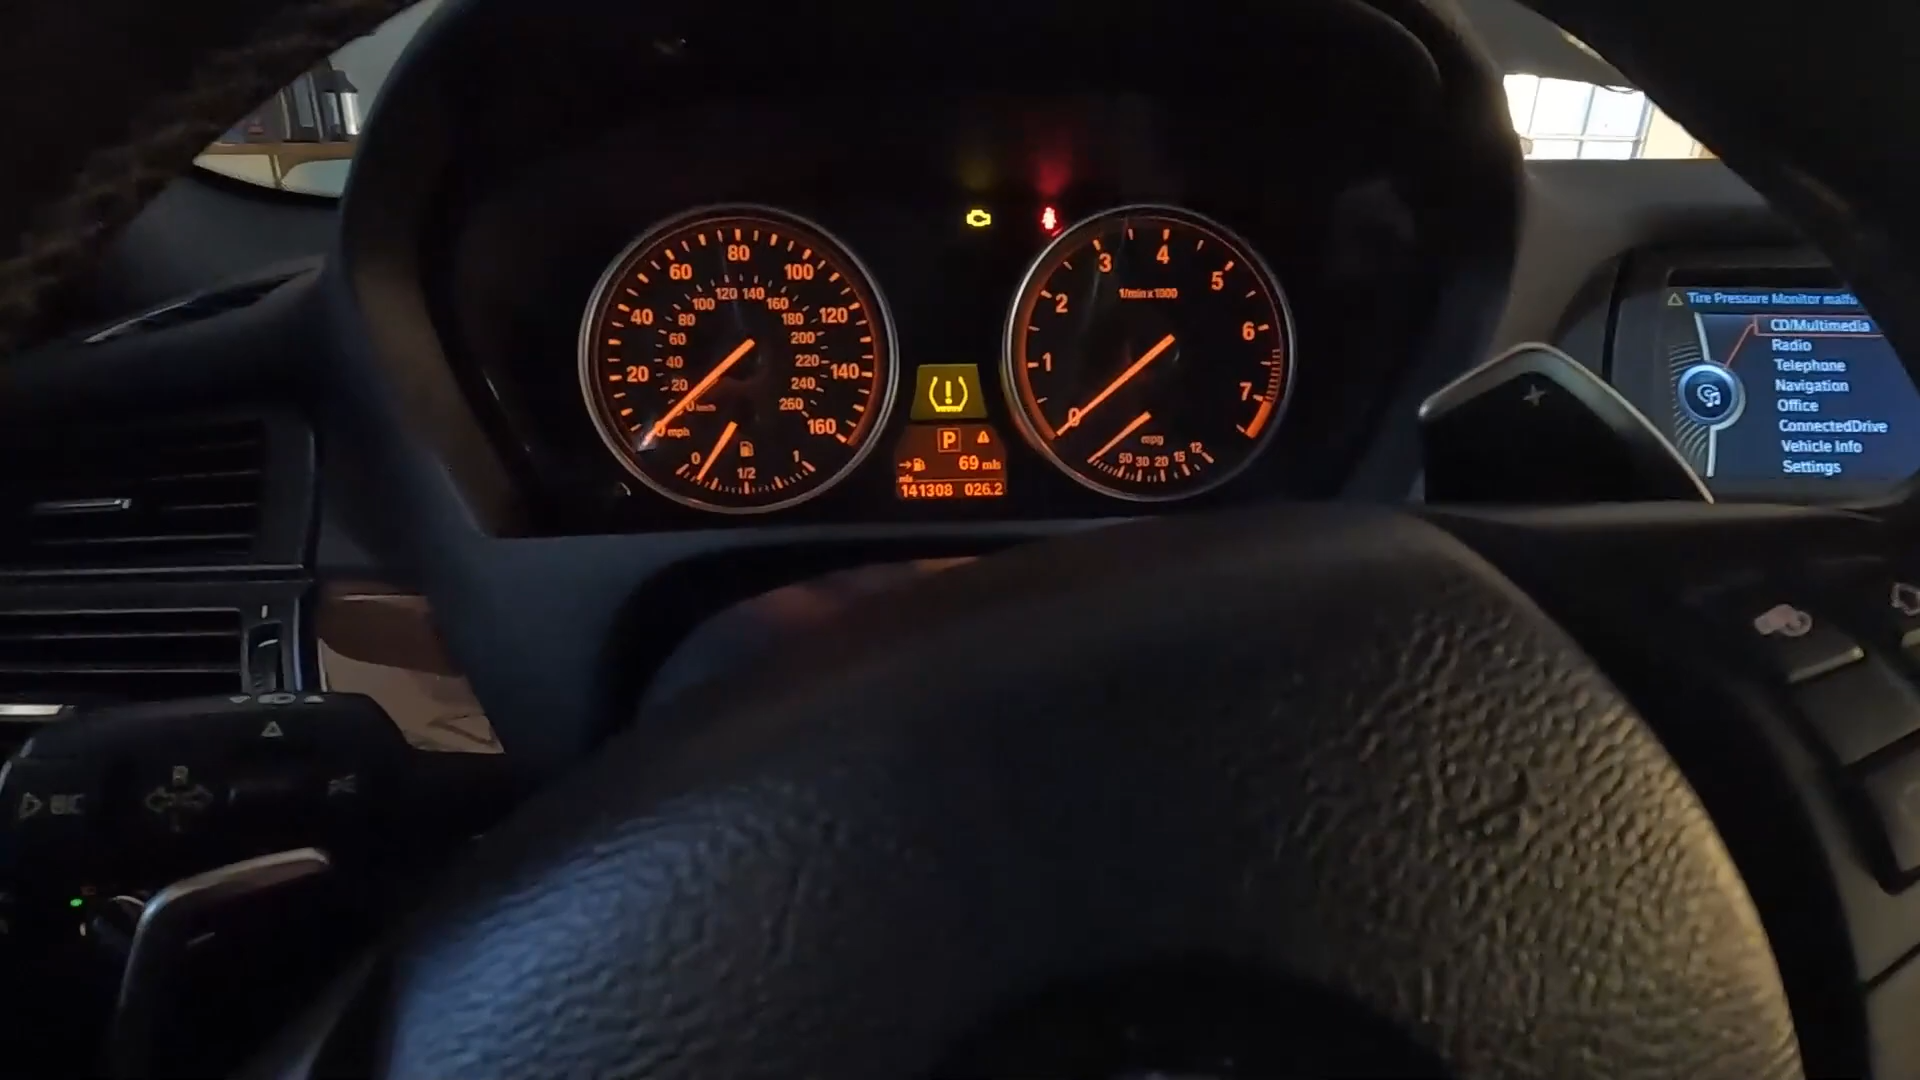 80
60
100
120 140
100
160
40
80
180
120
60
200
40
220
20
20
140
240
0 km/h
260
0 mph
160
0
1/2
1
3
4
5
1/min x 1000
2
6
1
7
0
mpg
50 30 20 15 12
P
69 mls
mls
141308 026.2
Tire Pressure Monitor malfu
CD/Multimedia
Radio
Telephone
Navigation
Office
ConnectedDrive
Vehicle Info
Settings
+
BC